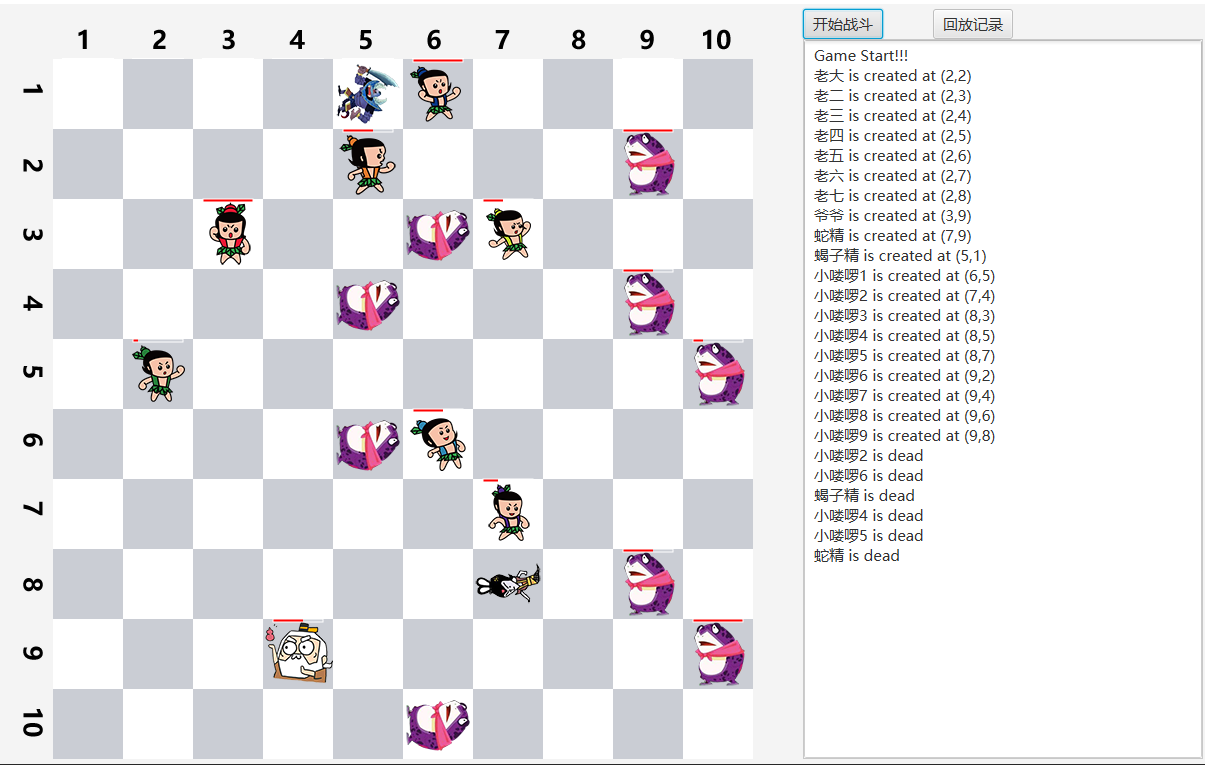 1 2 3 4 5 6 7 8 9 10
1
2
3
4
5
6
7
8
9
10
开始战斗 回放记录
Game Start!!!
老大 is created at (2,2)
老二 is created at (2,3)
老三 is created at (2,4)
老四 is created at (2,5)
老五 is created at (2,6)
老六 is created at (2,7)
老七 is created at (2,8)
爷爷 is created at (3,9)
蛇精 is created at (7,9)
蝎子精 is created at (5,1)
小喽啰1 is created at (6,5)
小喽啰2 is created at (7,4)
小喽啰3 is created at (8,3)
小喽啰4 is created at (8,5)
小喽啰5 is created at (8,7)
小喽啰6 is created at (9,2)
小喽啰7 is created at (9,4)
小喽啰8 is created at (9,6)
小喽啰9 is created at (9,8)
小喽啰2 is dead
小喽啰6 is dead
蝎子精 is dead
小喽啰4 is dead
小喽啰5 is dead
蛇精 is dead